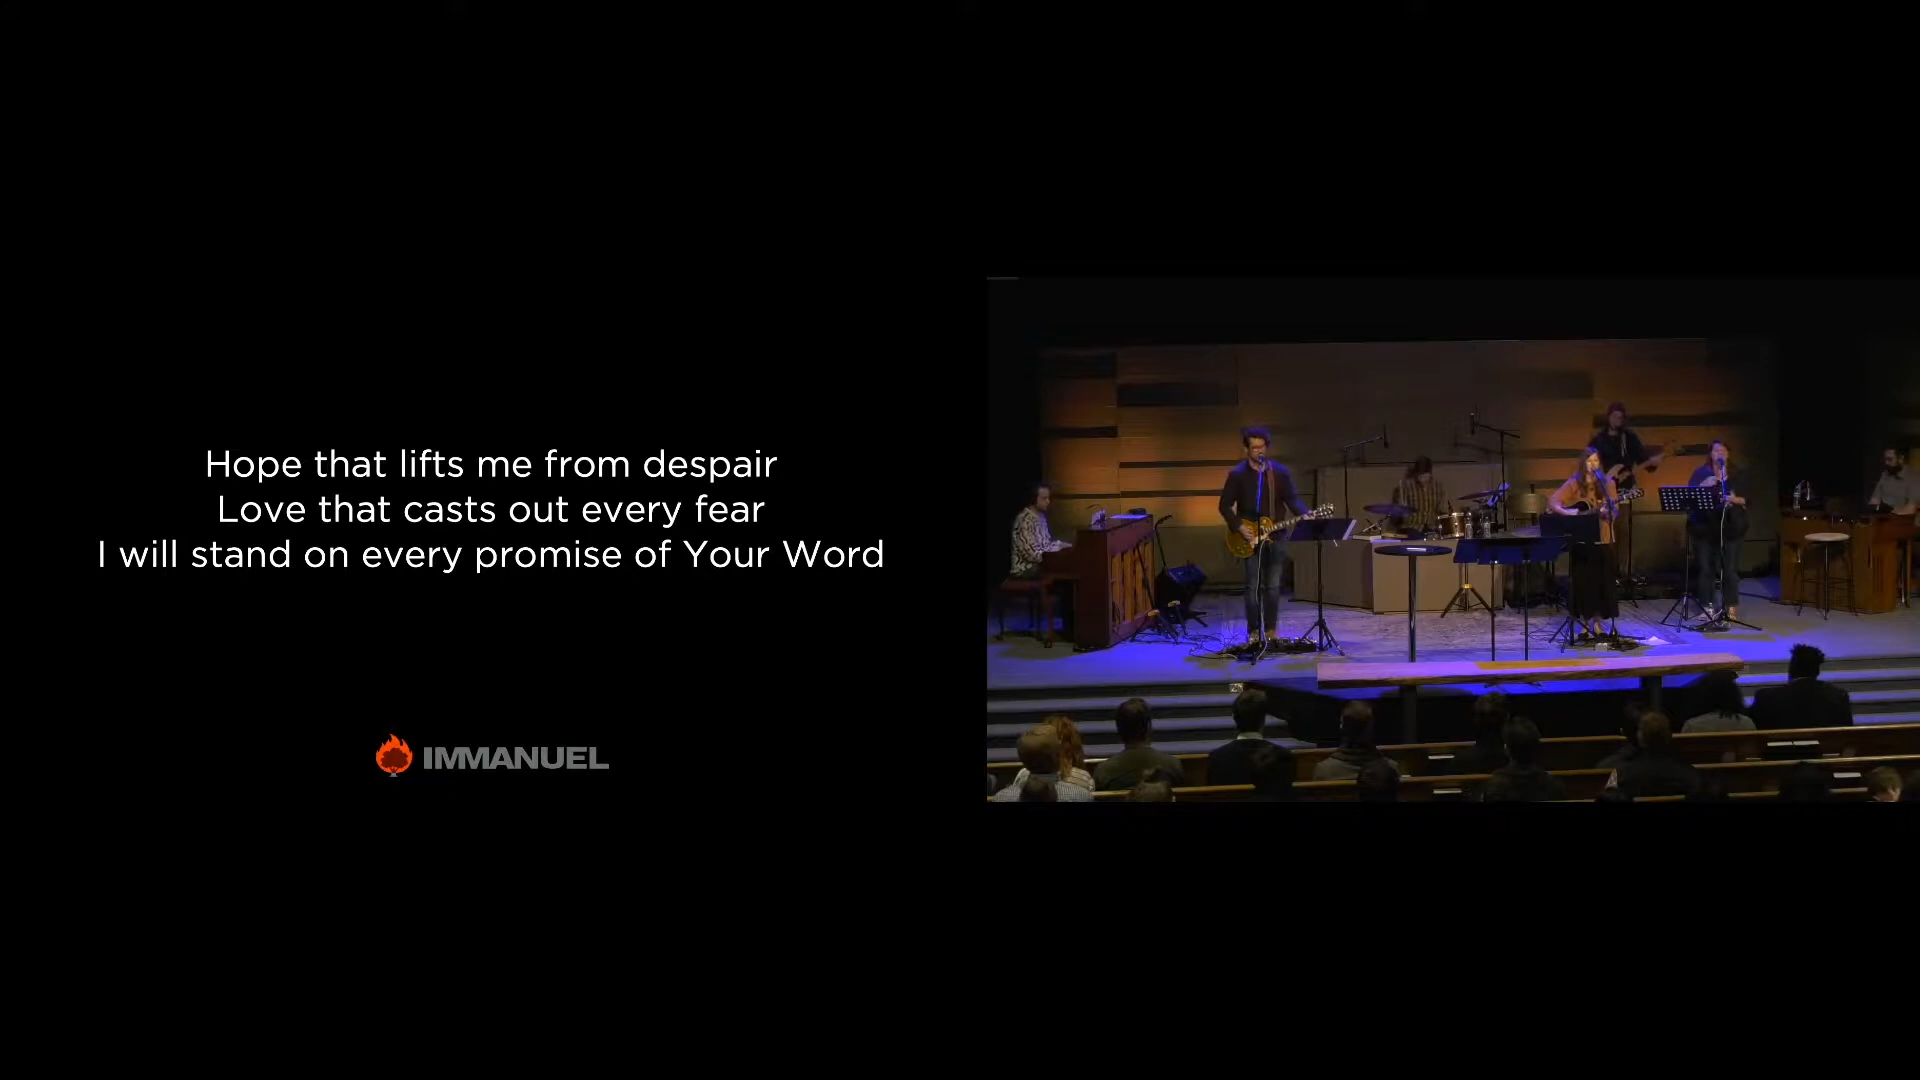 Hope that lifts me from despair
Love that casts out every fear
I will stand on every promise of Your Word
IMMANUEL